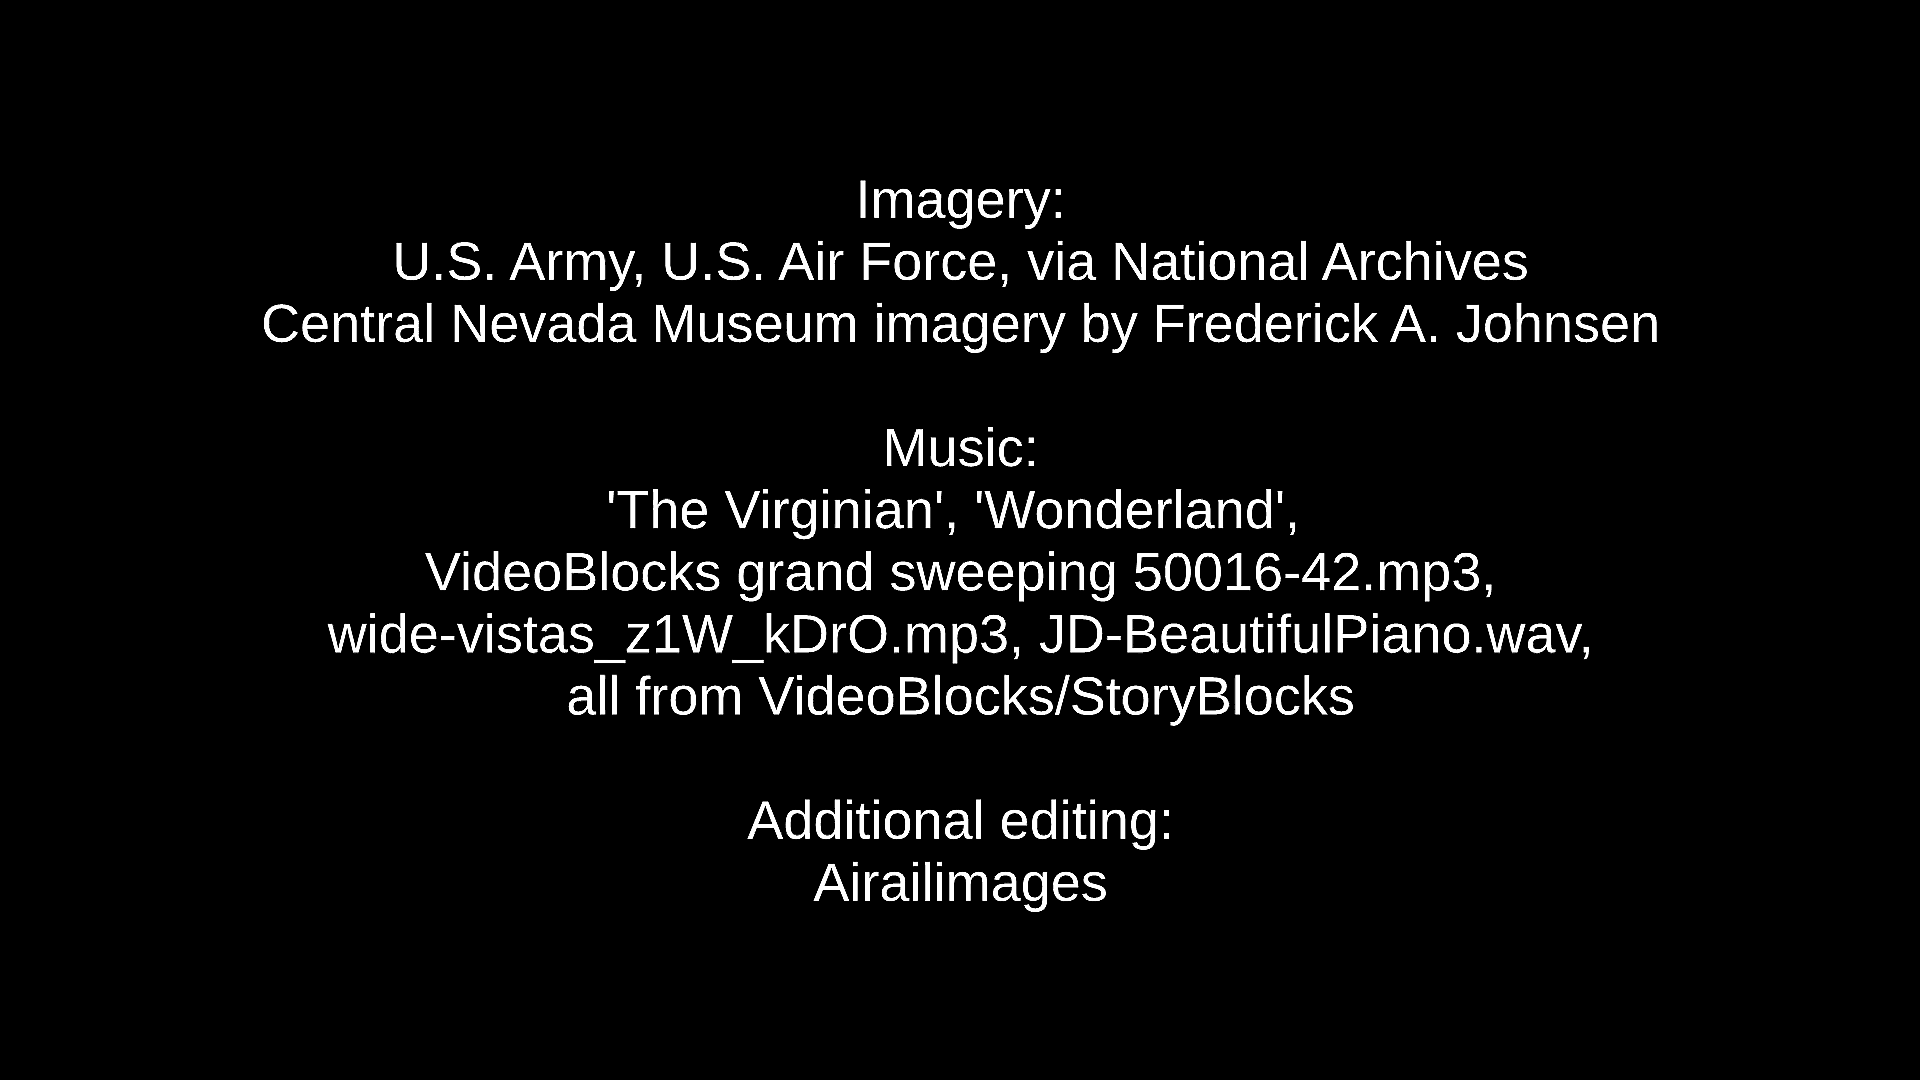 Imagery:
U.S. Army, U.S. Air Force, via National Archives
Central Nevada Museum imagery by Frederick A. Johnsen
Music:
'The Virginian', 'Wonderland',
VideoBlocks grand sweeping 50016-42.mp3,
wide-vistas_z1W_kDrO.mp3, JD-BeautifulPiano.wav,
all from VideoBlocks/StoryBlocks
Additional editing:
Airailimages